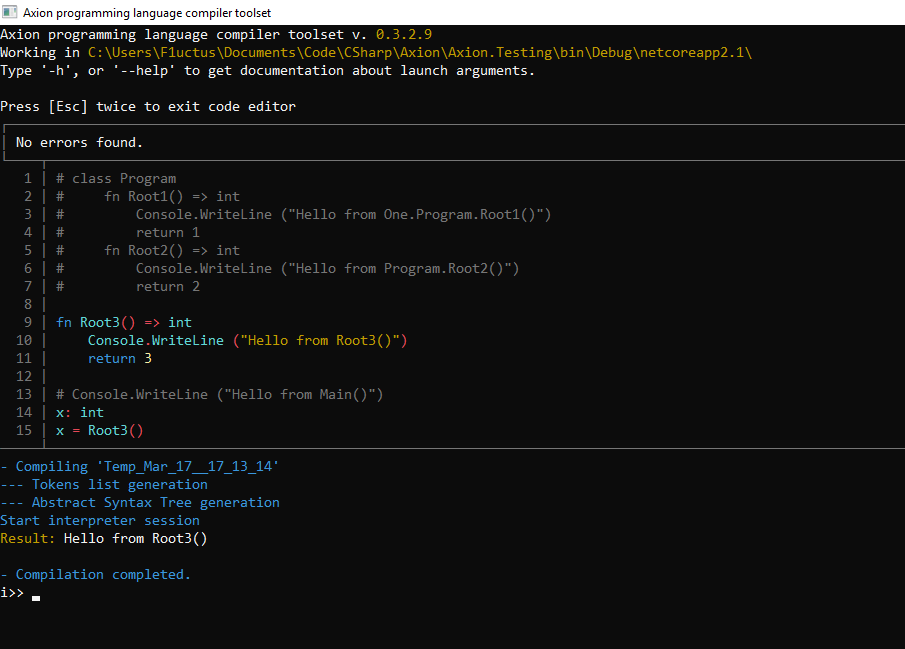 Axion programming language compiler toolset
Axion programming language compiler toolset v. 0.3.2.9
Working in C:\Users\F1uctus\Documents\Code\CSharp\Axion\Axion.Testing\bin\Debug\netcoreapp2.1\
Type '-h', or '--help' to get documentation about launch arguments.
Press [Esc] twice to exit code editor
No errors found.
1 | # class Program
2 | #     fn Root1() => int
3 | #         Console.WriteLine ("Hello from One.Program.Root1()")
4 | #         return 1
5 | #     fn Root2() => int
6 | #         Console.WriteLine ("Hello from Program.Root2()")
7 | #         return 2
8 |
9 | fn Root3() => int
10 |     Console.WriteLine ("Hello from Root3()")
11 |     return 3
12 |
13 | # Console.WriteLine ("Hello from Main()")
14 | x: int
15 | x = Root3()
- Compiling 'Temp_Mar_17__17_13_14'
--- Tokens list generation
--- Abstract Syntax Tree generation
Start interpreter session
Result: Hello from Root3()
- Compilation completed.
i>> _